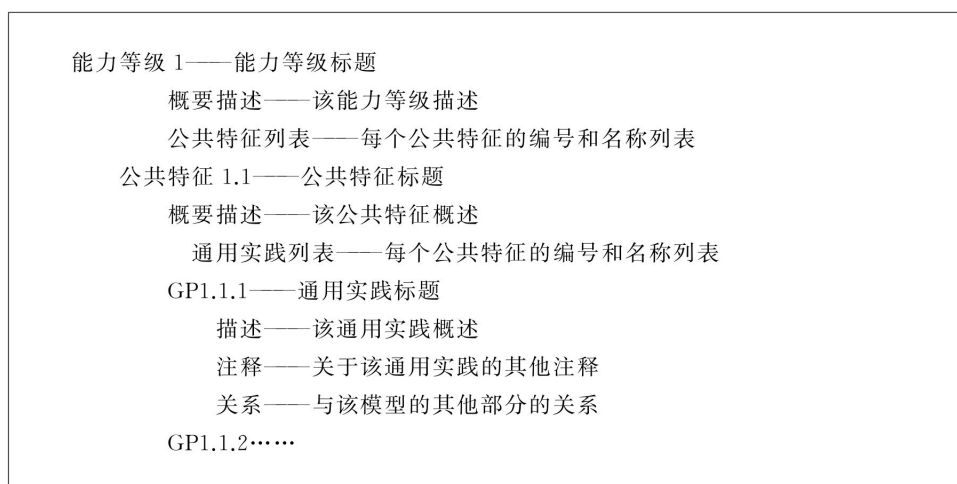 能力等级 1——能力等级标题
概要描述——该能力等级描述
公共特征列表——每个公共特征的编号和名称列表
公共特征 1.1——公共特征标题
概要描述——该公共特征概述
通用实践列表——每个公共特征的编号和名称列表
GP1.1.1——通用实践标题
描述——该通用实践概述
注释——关于该通用实践的其他注释
关系——与该模型的其他部分的关系
GP1.1.2……